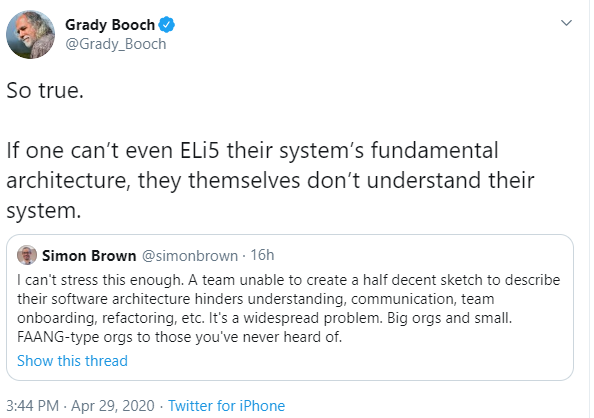 Grady Booch
@Grady_Booch
So true.
If one can't even ELi5 their system's fundamental
architecture, they themselves don't understand their
system.
Simon Brown @simonbrown · 16h
I can't stress this enough. A team unable to create a half decent sketch to describe
their software architecture hinders understanding, communication, team
onboarding, refactoring, etc. It's a widespread problem. Big orgs and small.
FAANG-type orgs to those you've never heard of.
Show this thread
3:44 PM · Apr 29, 2020 · Twitter for iPhone